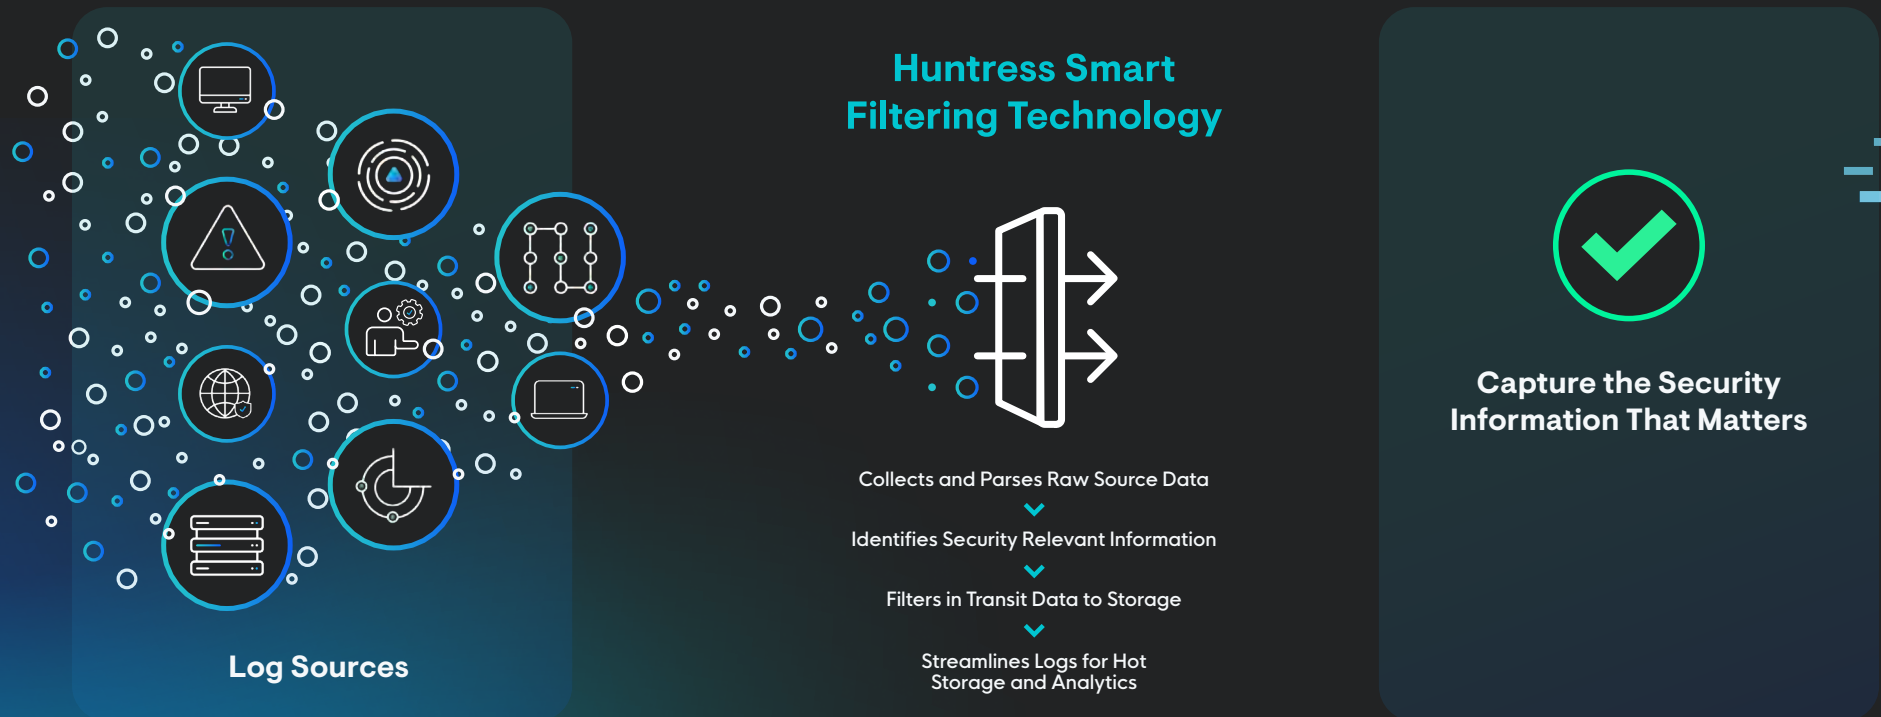 Huntress Smart
Filtering Technology
Collects and Parses Raw Source Data
Identifies Security Relevant Information
Filters in Transit Data to Storage
Streamlines Logs for Hot
Storage and Analytics
Log Sources
Capture the Security
Information That Matters